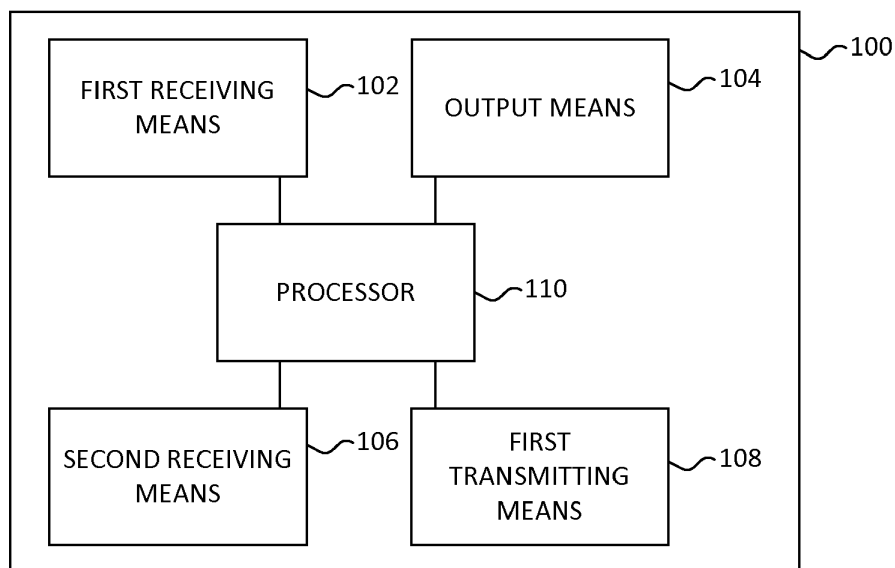 100
FIRST RECEIVING
MEANS
102
OUTPUT MEANS
104
PROCESSOR
110
SECOND RECEIVING
MEANS
106
FIRST
TRANSMITTING
MEANS
108